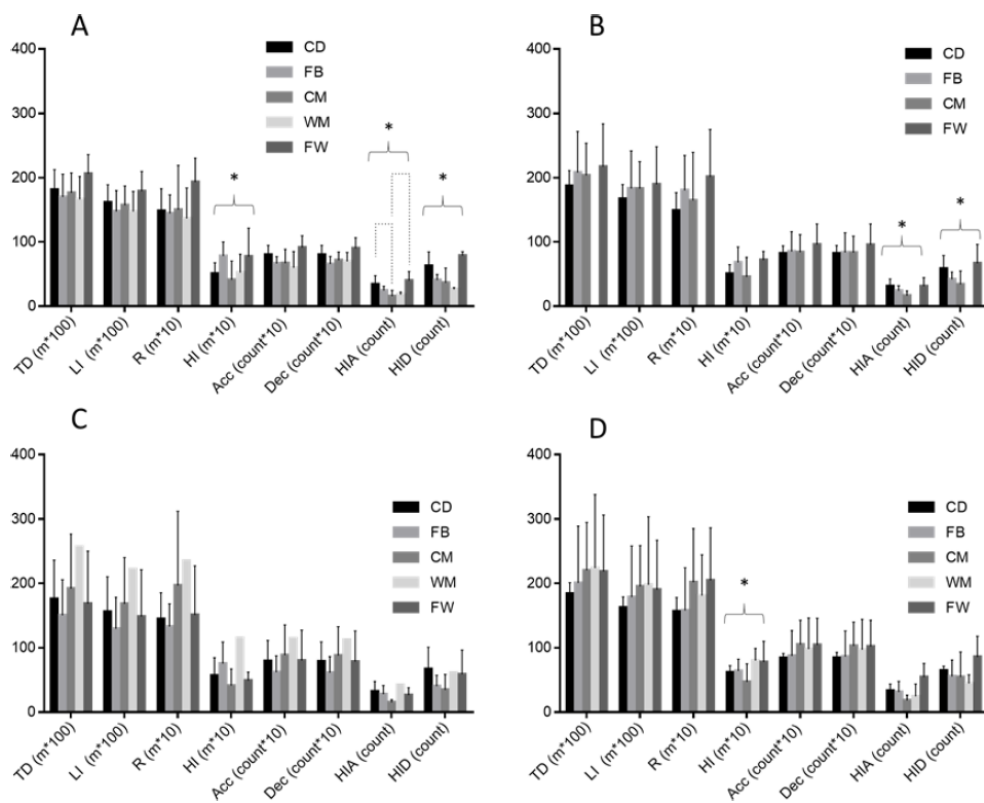 A
400
300
200
100
0
CD
FB
CM
WM
FW
*
*
*
TD (m*100)
LI (m*100)
R (m*10)
HI (m*10)
Acc (count*10)
Dec (count*10)
HIA (count)
HID (count)
B
400
300
200
100
0
CD
FB
CM
FW
*
*
TD (m*100)
LI (m*100)
R (m*10)
HI (m*10)
Acc (count*10)
Dec (count*10)
HIA (count)
HID (count)
C
400
300
200
100
0
CD
FB
CM
WM
FW
TD (m*100)
LI (m*100)
R (m*10)
HI (m*10)
Acc (count*10)
Dec (count*10)
HIA (count)
HID (count)
D
400
300
200
100
0
CD
FB
CM
WM
FW
*
TD (m*100)
LI (m*100)
R (m*10)
HI (m*10)
Acc (count*10)
Dec (count*10)
HIA (count)
HID (count)